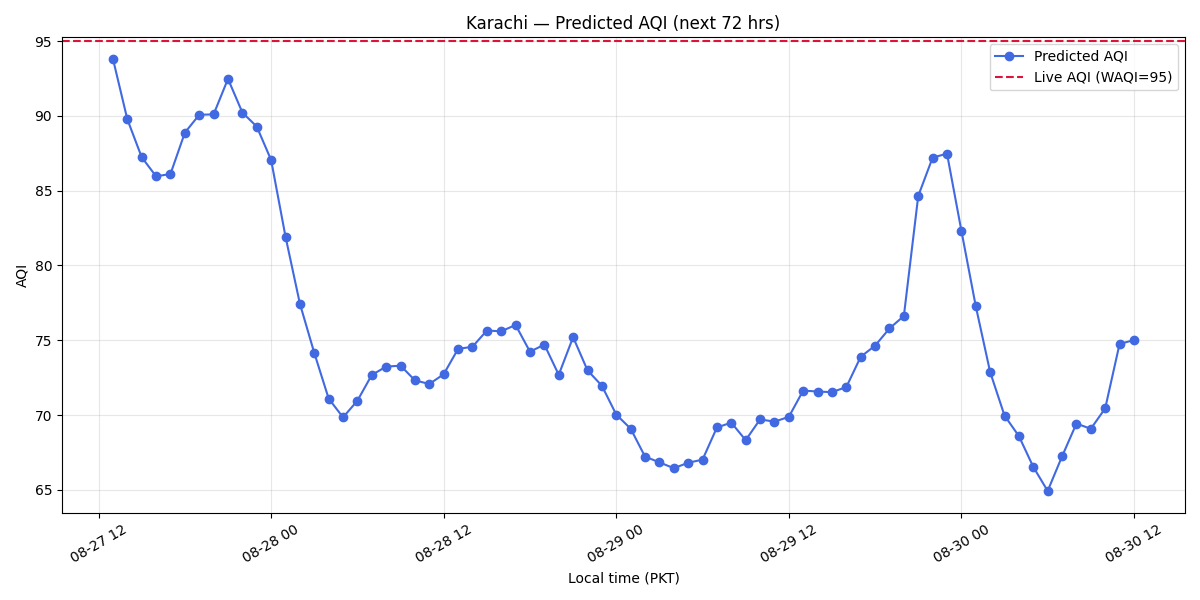 Karachi — Predicted AQI (next 72 hrs)
Predicted AQI
Live AQI (WAQI=95)
AQI
95
90
85
80
75
70
65
08-27 12
08-28 00
08-28 12
08-29 00
08-29 12
08-30 00
08-30 12
Local time (PKT)